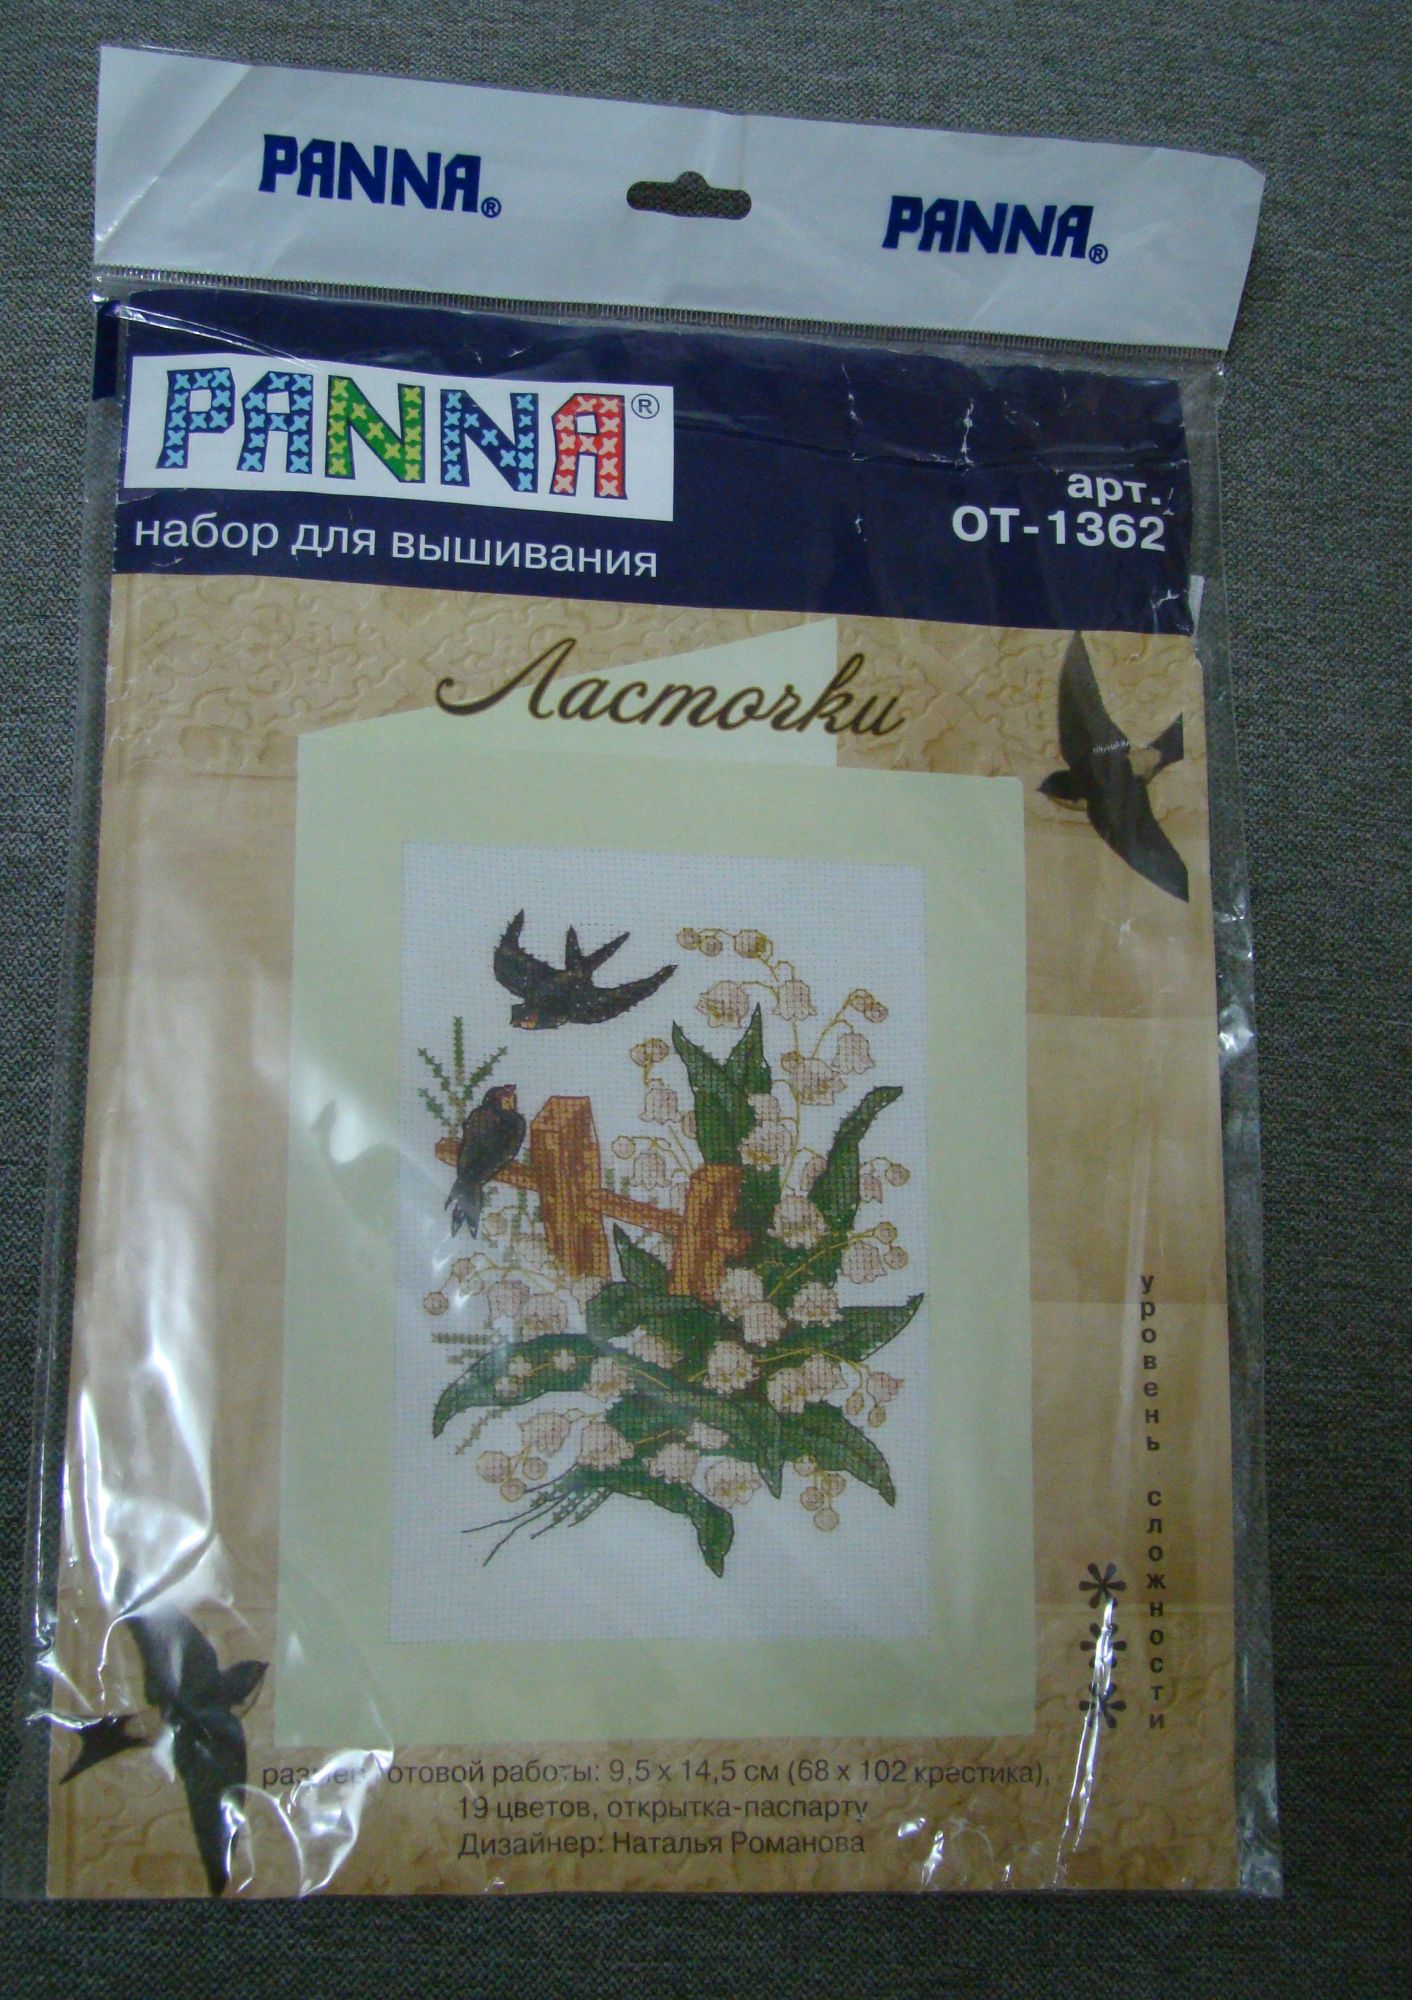 PANNA®
PANNA®
PANNA®
набор для вышивания
арт.
ОТ-1362
Ласточки
уровень сложности
готовой работы: 9,5 х 14,5 см (68 х 102 крестика),
19 цветов, открытка-паспарту
Дизайнер: Наталья Романова